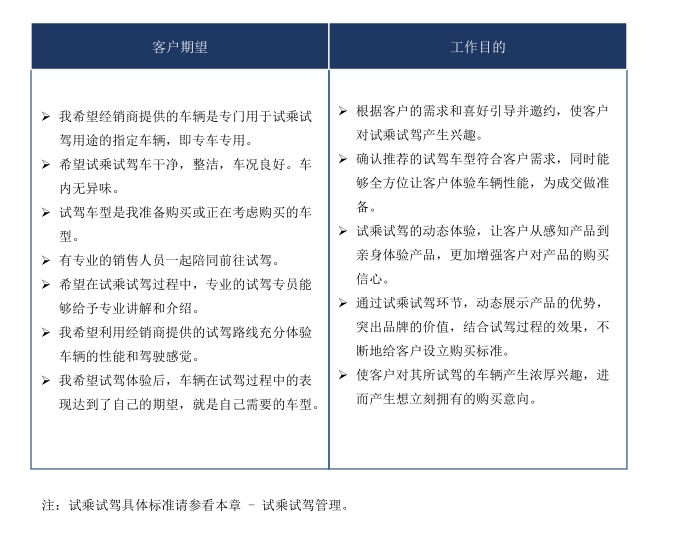 客户期望
工作目的
➢ 我希望经销商提供的车辆是专门用于试乘试
驾用途的指定车辆，即专车专用。
➢ 希望试乘试驾车干净，整洁，车况良好。车
内无异味。
➢ 试驾车型是我准备购买或正在考虑购买的车
型。
➢ 有专业的销售人员一起陪同前往试驾。
➢ 希望在试乘试驾过程中，专业的试驾专员能
够给予专业讲解和介绍。
➢ 我希望利用经销商提供的试驾路线充分体验
车辆的性能和驾驶感觉。
➢ 我希望试驾体验后，车辆在试驾过程中的表
现达到了自己的期望，就是自己需要的车型。
➢ 根据客户的需求和喜好引导并邀约，使客户
对试乘试驾产生兴趣。
➢ 确认推荐的试驾车型符合客户需求，同时能
够全方位让客户体验车辆性能，为成交做准
备。
➢ 试乘试驾的动态体验，让客户从感知产品到
亲身体验产品，更加增强客户对产品的购买
信心。
➢ 通过试乘试驾环节，动态展示产品的优势，
突出品牌的价值，结合试驾过程的效果，不
断地给客户设立购买标准。
➢ 使客户对其所试驾的车辆产生浓厚兴趣，进
而产生想立刻拥有的购买意向。
注：试乘试驾具体标准请参看本章 - 试乘试驾管理。